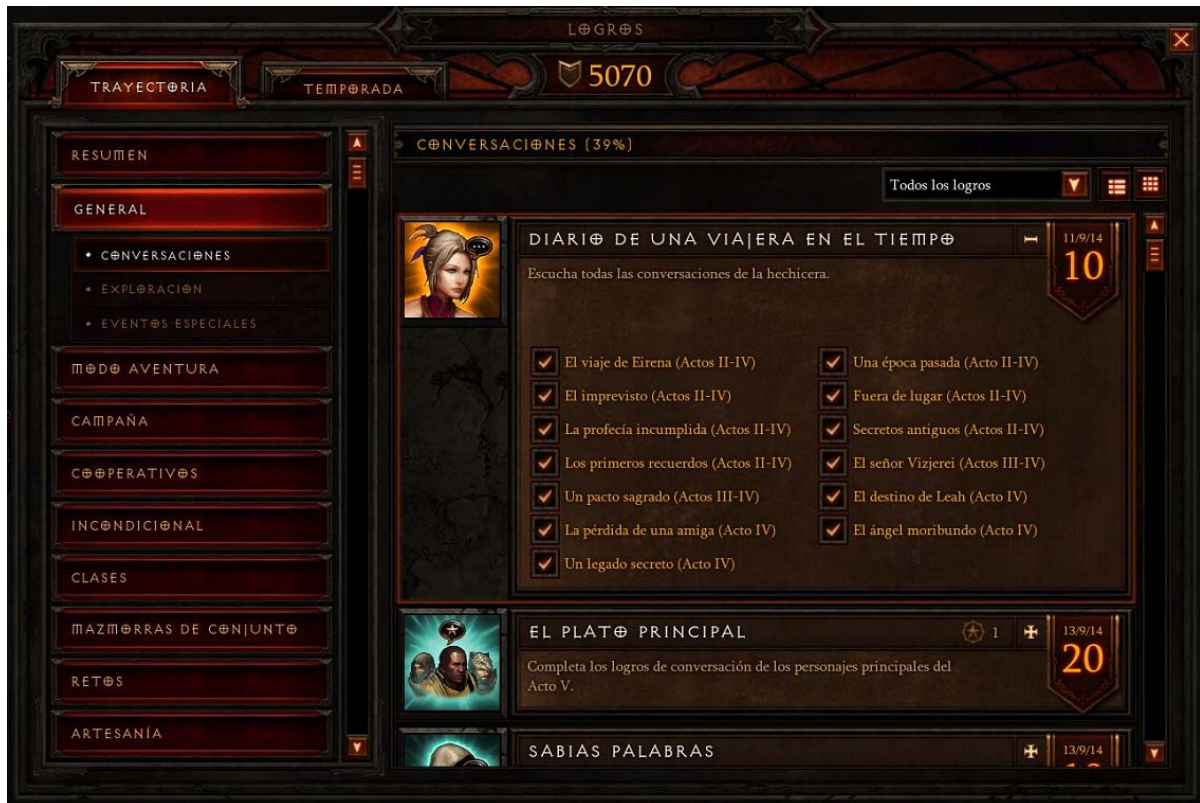 LOGROS
TRAYECTORIA
TEMPORADA
5070
RESUMEN
GENERAL
CONVERSACIONES
EXPLORACIÓN
EVENTOS ESPECIALES
MODO AVENTURA
CAMPAÑA
COOPERATIVOS
INCONDICIONAL
CLASES
MAZMORRAS DE CONJUNTO
RETOS
ARTESANÍA
CONVERSACIONES (39%)
Todos los logros
DIARIO DE UNA VIAJERA EN EL TIEMPO
11/9/14
10
Escucha todas las conversaciones de la hechicera.
El viaje de Eirena (Actos II-IV)
Una época pasada (Acto II-IV)
El imprevisto (Actos II-IV)
Fuera de lugar (Actos II-IV)
La profecía incumplida (Actos II-IV)
Secretos antiguos (Actos II-IV)
Los primeros recuerdos (Actos II-IV)
El señor Vizjerei (Actos III-IV)
Un pacto sagrado (Actos III-IV)
El destino de Leah (Acto IV)
La pérdida de una amiga (Acto IV)
El ángel moribundo (Acto IV)
Un legado secreto (Acto IV)
EL PLATO PRINCIPAL
1
13/9/14
20
Completa los logros de conversación de los personajes principales del
Acto V.
SABIAS PALABRAS
13/9/14